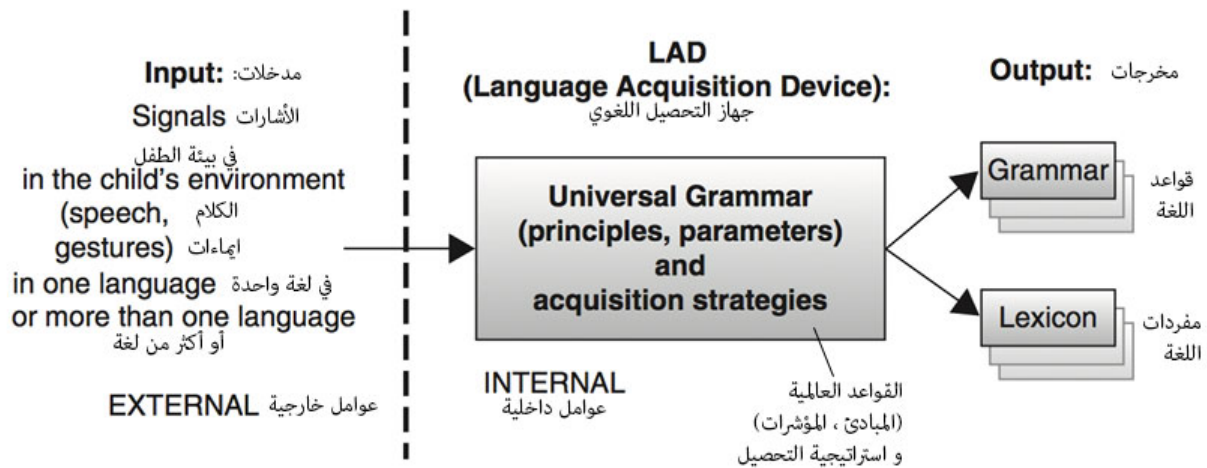 Input: مدخلات:
Signals الأشارات
في بيئة الطفل
in the child's environment
(speech, الكلام
gestures) ايماءات
in one language في لغة واحدة
or more than one language
أو أكثر من لغة
EXTERNAL عوامل خارجية
LAD
(Language Acquisition Device):
جهاز التحصيل اللغوي
Universal Grammar
(principles, parameters)
and
acquisition strategies
INTERNAL
عوامل داخلية
القواعد العالمية
(المبادئ ، المؤشرات)
و استراتيجية التحصيل
Output: مخرجات
Grammar
قواعد
اللغة
Lexicon
مفردات
اللغة